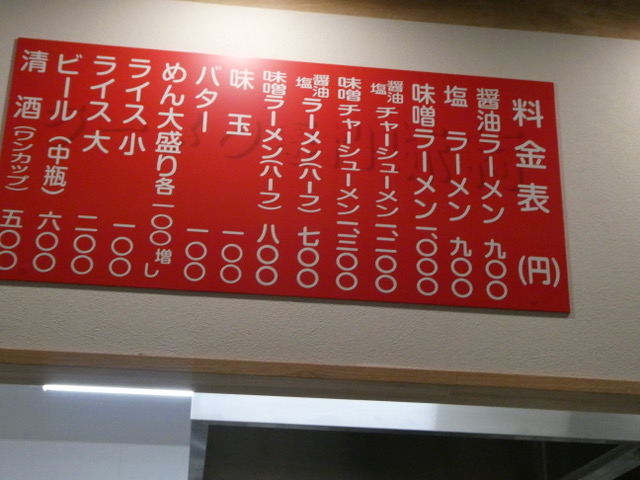 料金表 (円)
醤油ラーメン 九〇〇
塩 ラーメン 九〇〇
味噌ラーメン 一、〇〇〇
醤油 塩 チャーシューメン 一、二〇〇
味噌 チャーシューメン 一、三〇〇
醤油 塩 ラーメン(ハーフ) 七〇〇
味噌ラーメン(ハーフ) 八〇〇
味玉 一〇〇
バター 一〇〇
めん大盛り各一〇〇増し
ライス小 一〇〇
ライス大 二〇〇
ビール(中瓶) 六〇〇
清酒(ワンカップ) 五〇〇